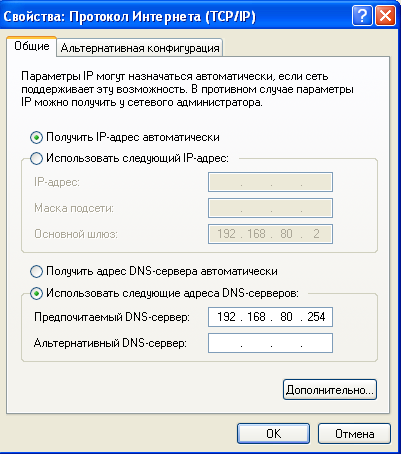 Свойства: Протокол Интернета (TCP/IP)
Общие
Альтернативная конфигурация
Параметры IP могут назначаться автоматически, если сеть
поддерживает эту возможность. В противном случае параметры
IP можно получить у сетевого администратора.
Получить IP-адрес автоматически
Использовать следующий IP-адрес:
IP-адрес: . . .
Маска подсети: . . .
Основной шлюз: 192 . 168 . 80 . 2
Получить адрес DNS-сервера автоматически
Использовать следующие адреса DNS-серверов:
Предпочитаемый DNS-сервер: 192 . 168 . 80 . 254
Альтернативный DNS-сервер: . . .
Дополнительно...
OK
Отмена